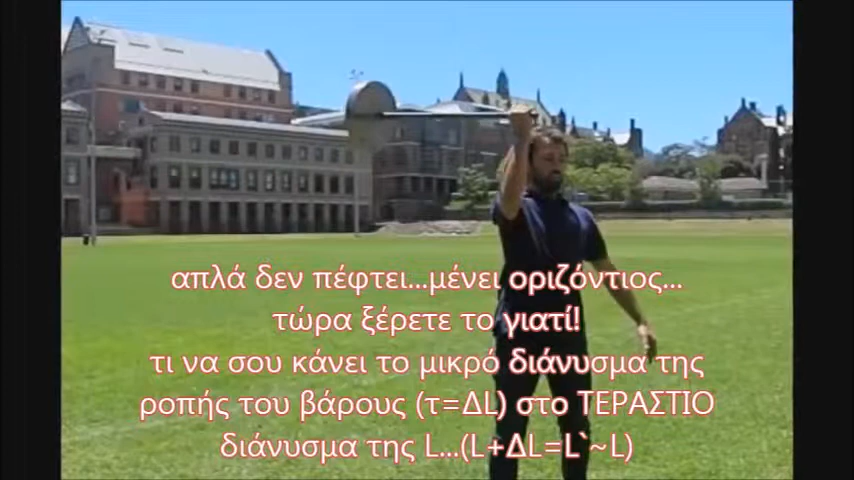 απλά δεν πέφτει...μένει οριζόντιος...
τώρα ξέρετε το γιατί!
τι να σου κάνει το μικρό διάνυσμα της
ροπής του βάρους (τ=ΔL) στο ΤΕΡΑΣΤΙΟ
διάνυσμα της L...(L+ΔL=L`~L)